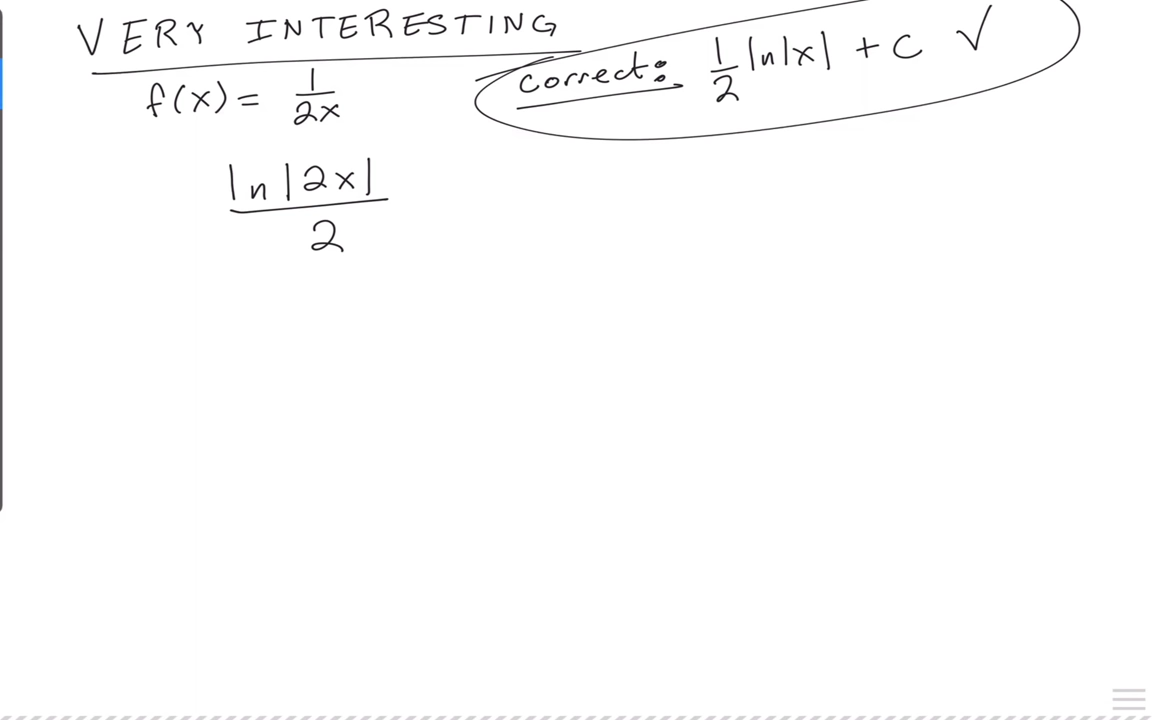 VERY INTERESTING
Correct: 1/2 ln|x| + c ✓
f(x) = 1/2x
ln|2x|/2